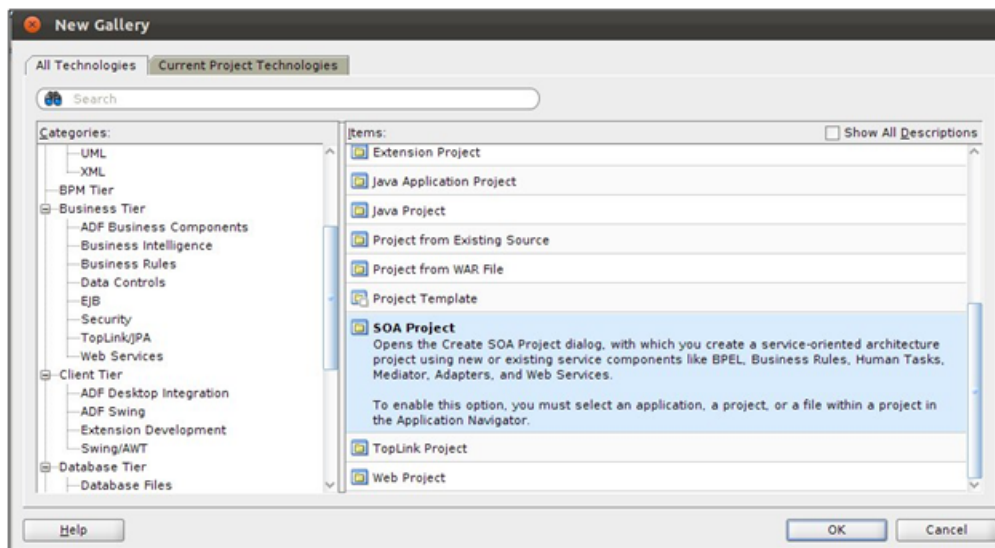 New Gallery
All Technologies
Current Project Technologies
Search
Categories:
UML
XML
BPM Tier
Business Tier
ADF Business Components
Business Intelligence
Business Rules
Data Controls
EJB
Security
TopLink/JPA
Web Services
Client Tier
ADF Desktop Integration
ADF Swing
Extension Development
Swing/AWT
Database Tier
Database Files
Items:
Show All Descriptions
Extension Project
Java Application Project
Java Project
Project from Existing Source
Project from WAR File
Project Template
SOA Project
Opens the Create SOA Project dialog, with which you create a service-oriented architecture
project using new or existing service components like BPEL, Business Rules, Human Tasks,
Mediator, Adapters, and Web Services.
To enable this option, you must select an application, a project, or a file within a project in
the Application Navigator.
TopLink Project
Web Project
Help
OK
Cancel